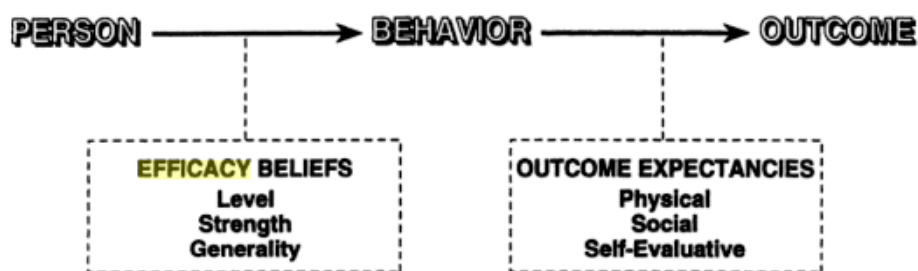 PERSON BEHAVIOR OUTCOME
EFFICACY BELIEFS
Level
Strength
Generality
OUTCOME EXPECTANCIES
Physical
Social
Self-Evaluative